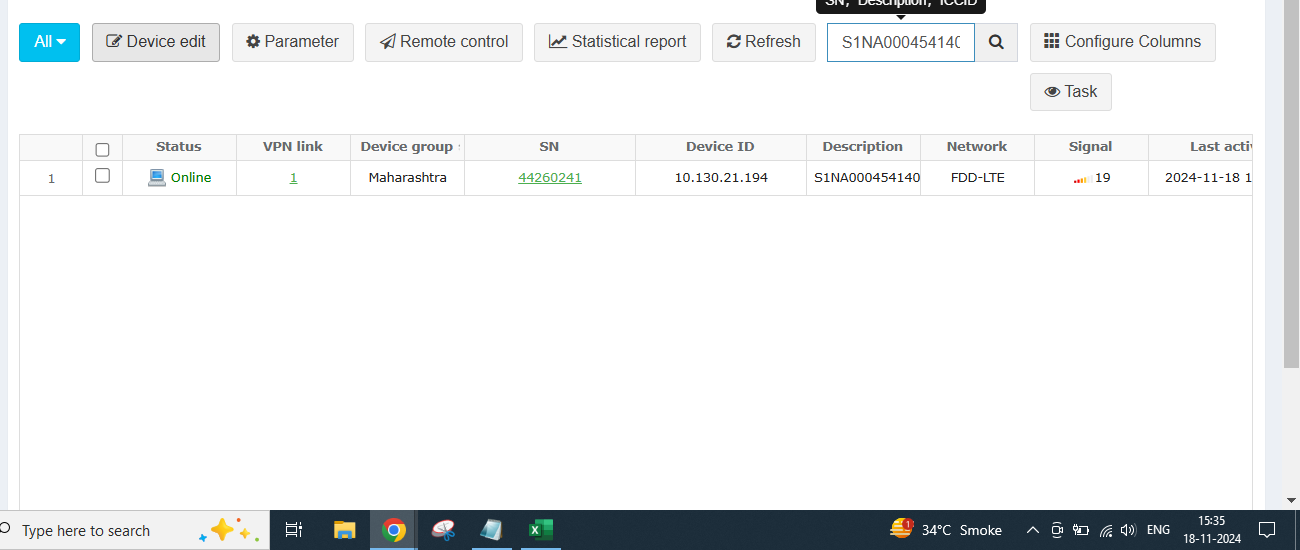 SN, Description, ICCID
All
Device edit
Parameter
Remote control
Statistical report
Refresh
S1NA000454140
Configure Columns
Task
Status VPN link Device group SN Device ID Description Network Signal Last
1 Online 1 Maharashtra 44260241 10.130.21.194 S1NA000454140 FDD-LTE 19 2024-11-18
Type here to search
1
34°C Smoke
ENG
15:35
18-11-2024